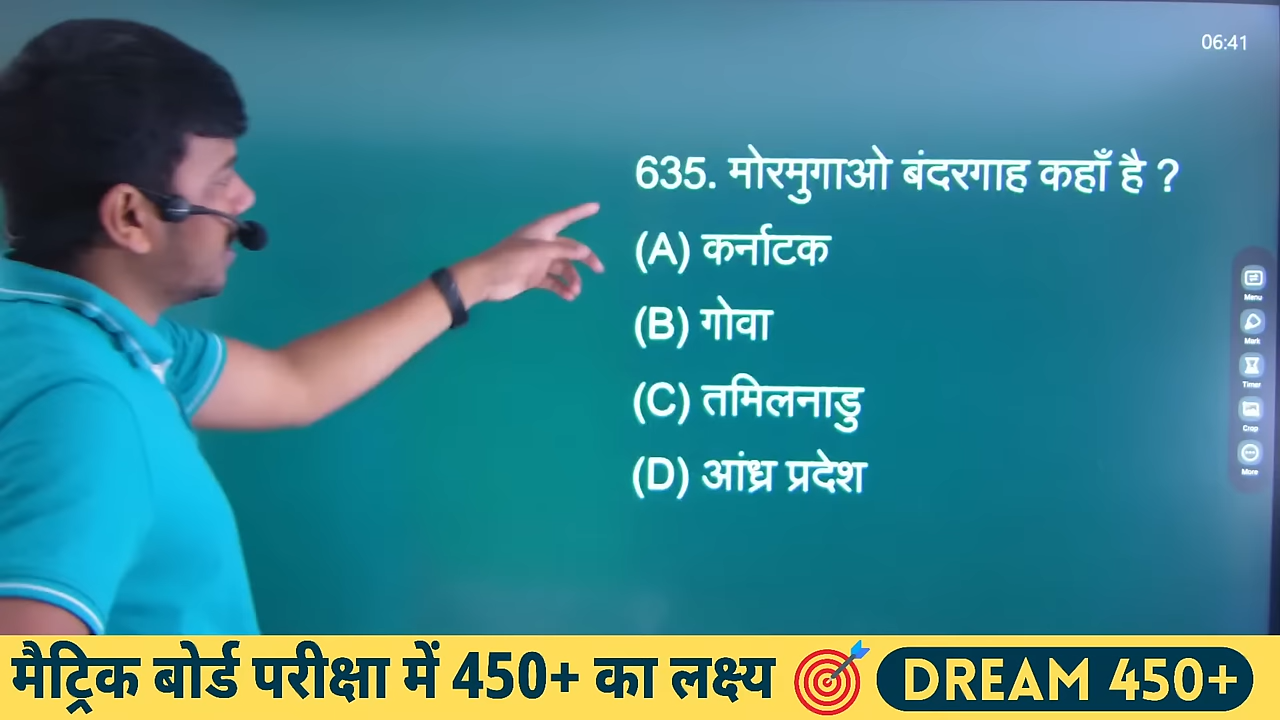 06:41
635. मोरमुगाओ बंदरगाह कहाँ है ?
(A) कर्नाटक
(B) गोवा
(C) तमिलनाडु
(D) आंध्र प्रदेश
Menu
Mark
Timer
Crop
More
मैट्रिक बोर्ड परीक्षा में 450+ का लक्ष्य DREAM 450+